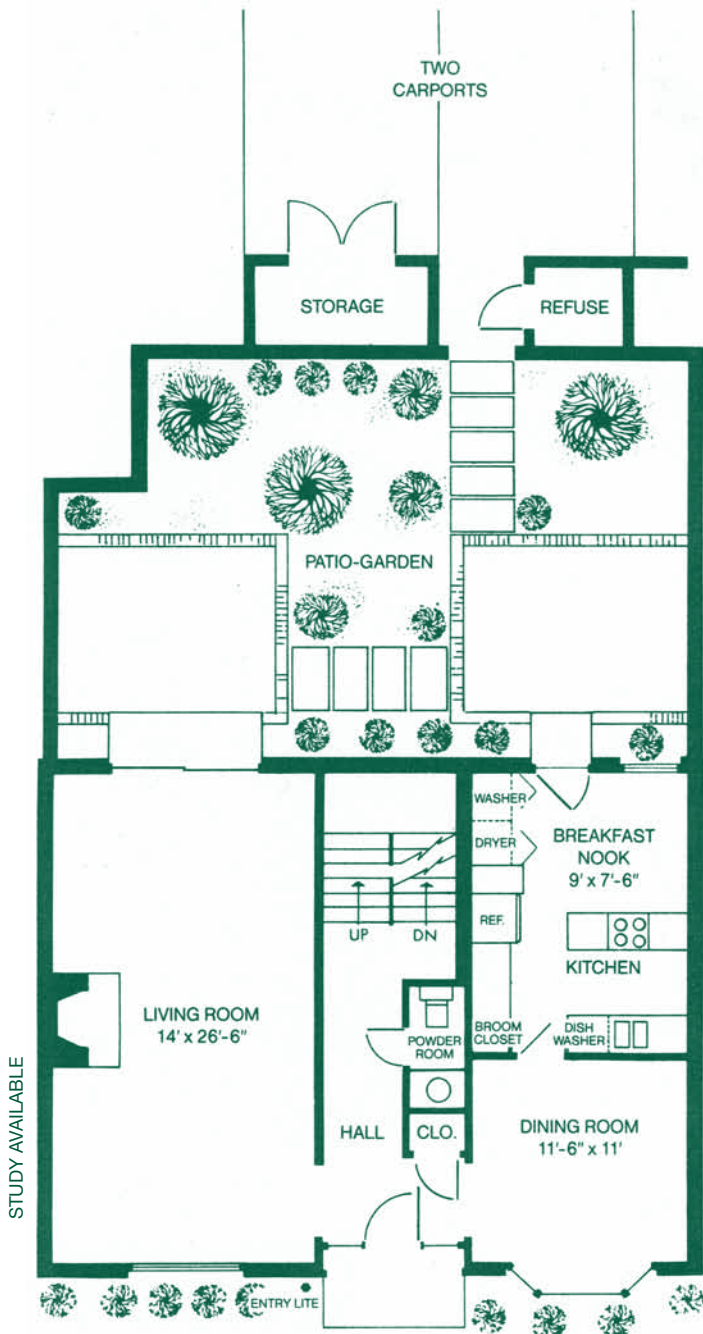 TWO
CARPORTS
STORAGE
REFUSE
PATIO-GARDEN
WASHER
DRYER
BREAKFAST
NOOK
9' x 7'-6"
REF.
UP
DN
KITCHEN
LIVING ROOM
14' x 26'-6"
POWDER
ROOM
BROOM
CLOSET
DISH
WASHER
HALL
CLO.
DINING ROOM
11'-6" x 11'
STUDY AVAILABLE
ENTRY LITE